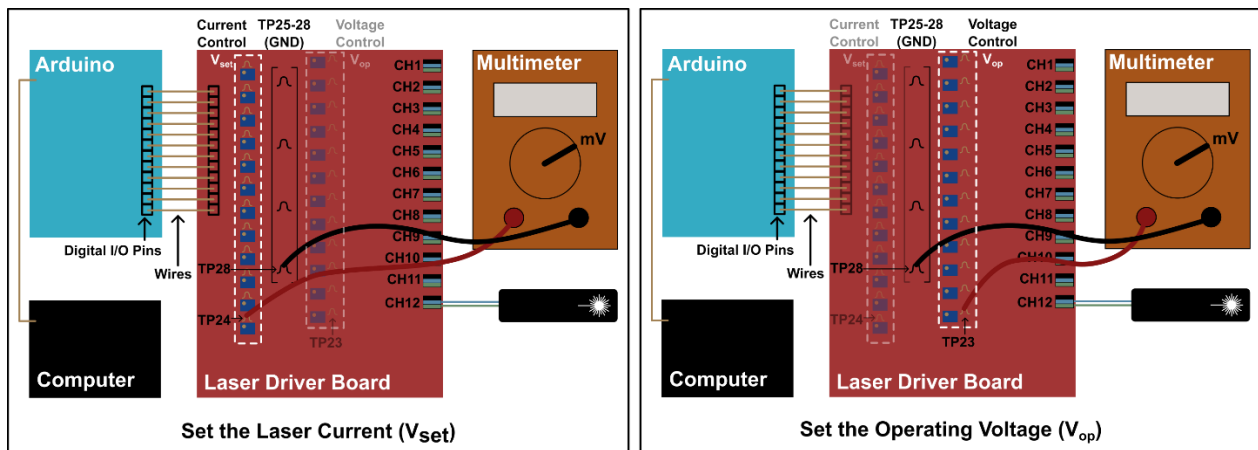 Current TP25-28 Voltage
Control (GND) Control
Vset Vop
Arduino
CH1
Multimeter
CH2
CH3
CH4
mV
CH5
CH6
CH7
CH8
CH9
Digital I/O Pins
CH10
Wires
TP28
CH11
CH12
TP24
TP23
Computer
Laser Driver Board
Set the Laser Current (Vset)
Current TP25-28 Voltage
Control (GND) Control
Vset Vop
Arduino
CH1
Multimeter
CH2
CH3
CH4
mV
CH5
CH6
CH7
CH8
CH9
Digital I/O Pins
CH10
Wires
TP28
CH11
CH12
TP24
TP23
Computer
Laser Driver Board
Set the Operating Voltage (Vop)